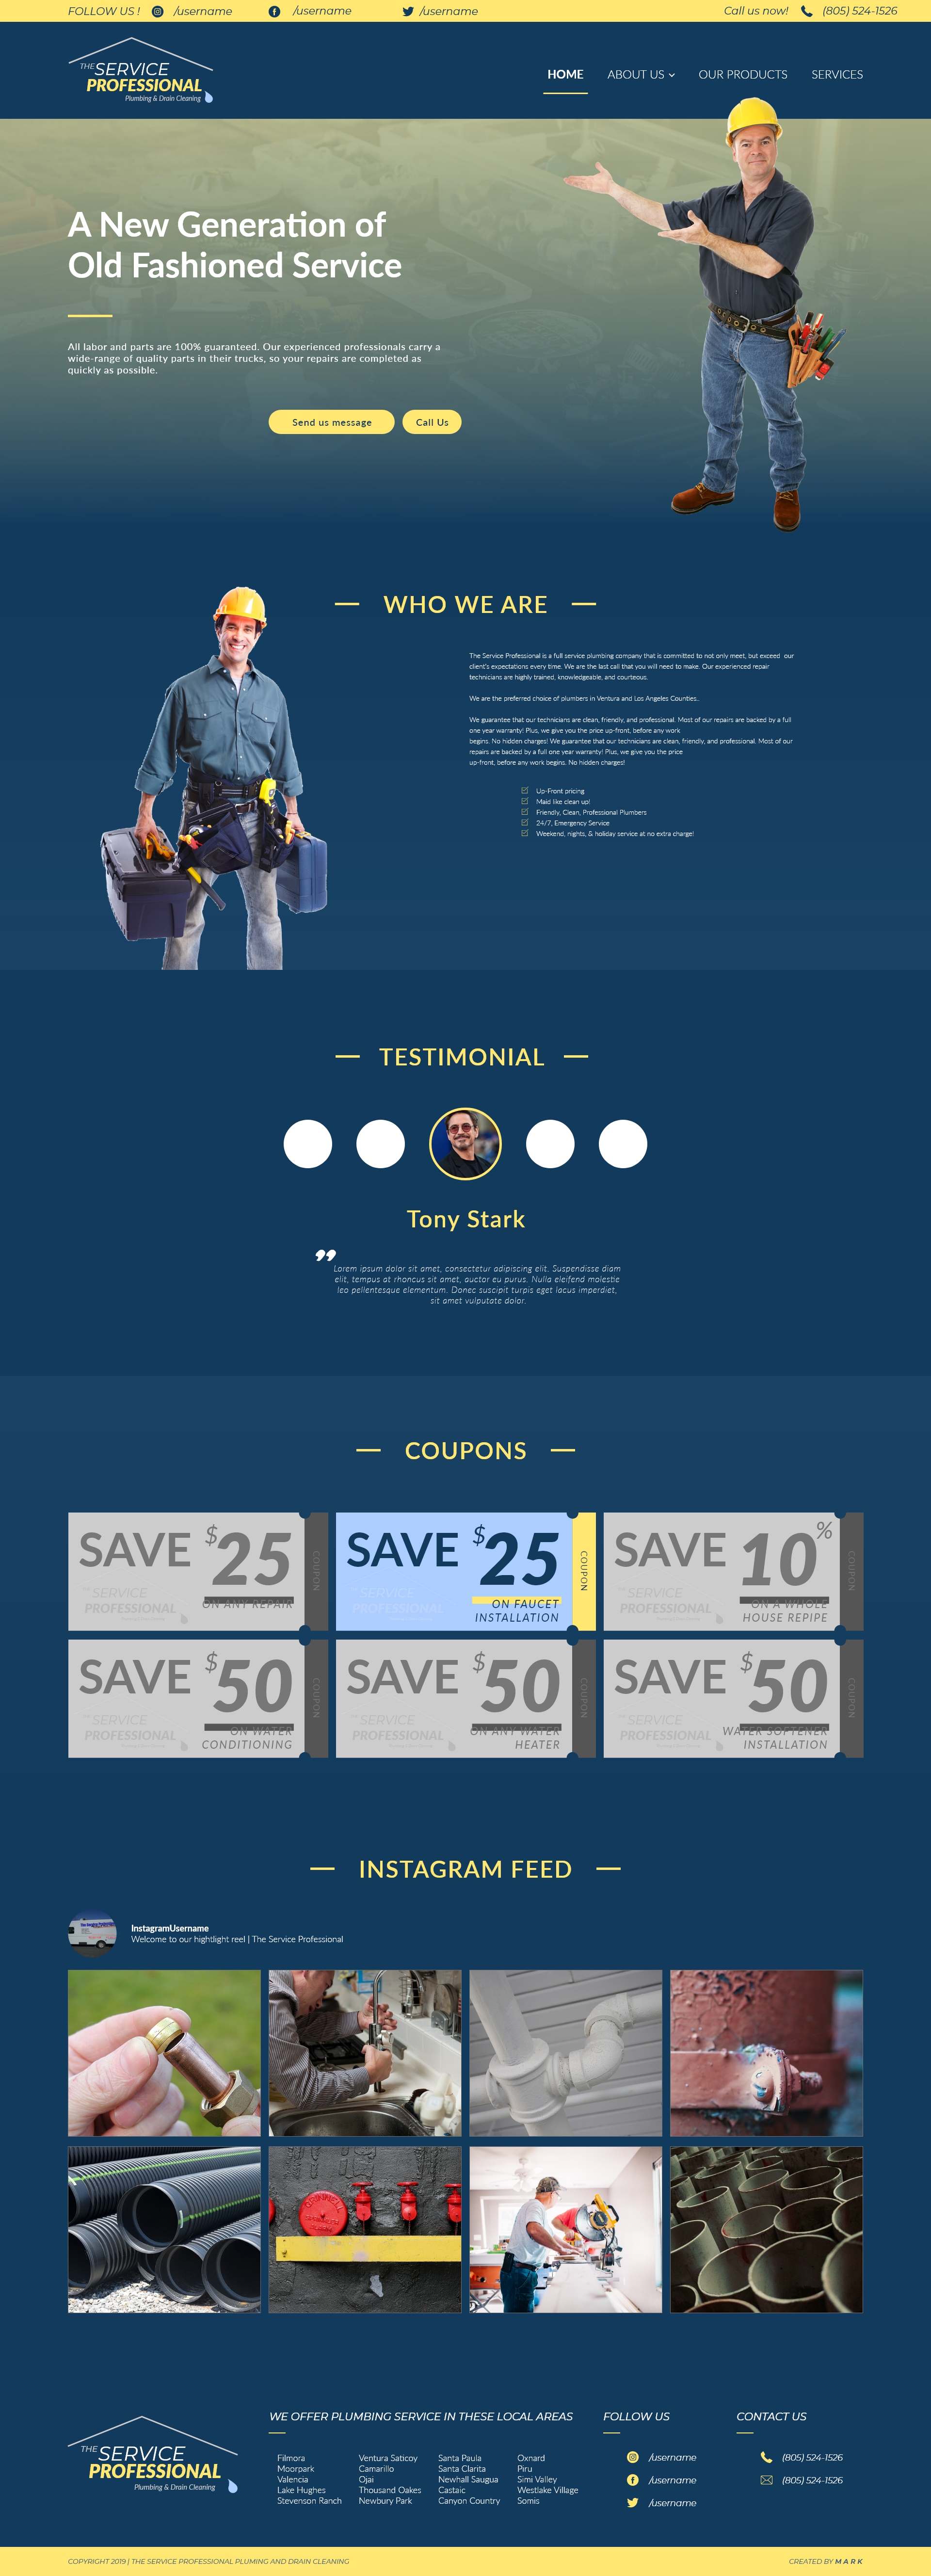 FOLLOW US ! /username /username /username Call us now! (805) 524-1526
THE SERVICE
PROFESSIONAL
Plumbing & Drain Cleaning
HOME ABOUT US OUR PRODUCTS SERVICES
A New Generation of
Old Fashioned Service
All labor and parts are 100% guaranteed. Our experienced professionals carry a
wide-range of quality parts in their trucks, so your repairs are completed as
quickly as possible.
Send us message Call Us
WHO WE ARE
The Service Professional is a full service plumbing company that is committed to not only meet, but exceed our
client's expectations every time. We are the last call that you will need to make. Our experienced repair
technicians are highly trained, knowledgeable, and courteous.
We are the preferred choice of plumbers in Ventura and Los Angeles Counties..
We guarantee that our technicians are clean, friendly, and professional. Most of our repairs are backed by a full
one year warranty! Plus, we give you the price up-front, before any work
begins. No hidden charges! We guarantee that our technicians are clean, friendly, and professional. Most of our
repairs are backed by a full one year warranty! Plus, we give you the price
up-front, before any work begins. No hidden charges!
Up-Front pricing
Maid like clean up!
Friendly, Clean, Professional Plumbers
24/7, Emergency Service
Weekend, nights, & holiday service at no extra charge!
TESTIMONIAL
Tony Stark
Lorem ipsum dolor sit amet, consectetur adipiscing elit. Suspendisse diam
elit, tempus at rhoncus sit amet, auctor eu purus. Nulla eleifend molestie
leo pellentesque elementum. Donec suscipit turpis eget lacus imperdiet,
sit amet vulputate dolor.
COUPONS
SAVE $25
ON ANY REPAIR
SERVICE
PROFESSIONAL
COUPON
SAVE $25
ON FAUCET
INSTALLATION
SERVICE
PROFESSIONAL
COUPON
SAVE 10%
ON A WHOLE
HOUSE REPIPE
SERVICE
PROFESSIONAL
COUPON
SAVE $50
ON WATER
CONDITIONING
SERVICE
PROFESSIONAL
COUPON
SAVE $50
ON ANY WATER
HEATER
SERVICE
PROFESSIONAL
COUPON
SAVE $50
WATER SOFTENER
INSTALLATION
SERVICE
PROFESSIONAL
COUPON
INSTAGRAM FEED
InstagramUsername
Welcome to our hightlight reel | The Service Professional
THE SERVICE
PROFESSIONAL
Plumbing & Drain Cleaning
WE OFFER PLUMBING SERVICE IN THESE LOCAL AREAS
Filmora
Moorpark
Valencia
Lake Hughes
Stevenson Ranch
Ventura Saticoy
Camarillo
Ojai
Thousand Oakes
Newbury Park
Santa Paula
Santa Clarita
Newhall Saugua
Castaic
Canyon Country
Oxnard
Piru
Simi Valley
Westlake Village
Somis
FOLLOW US
/username
/username
/username
CONTACT US
(805) 524-1526
(805) 524-1526
COPYRIGHT 2019 | THE SERVICE PROFESSIONAL PLUMING AND DRAIN CLEANING
CREATED BY MARK